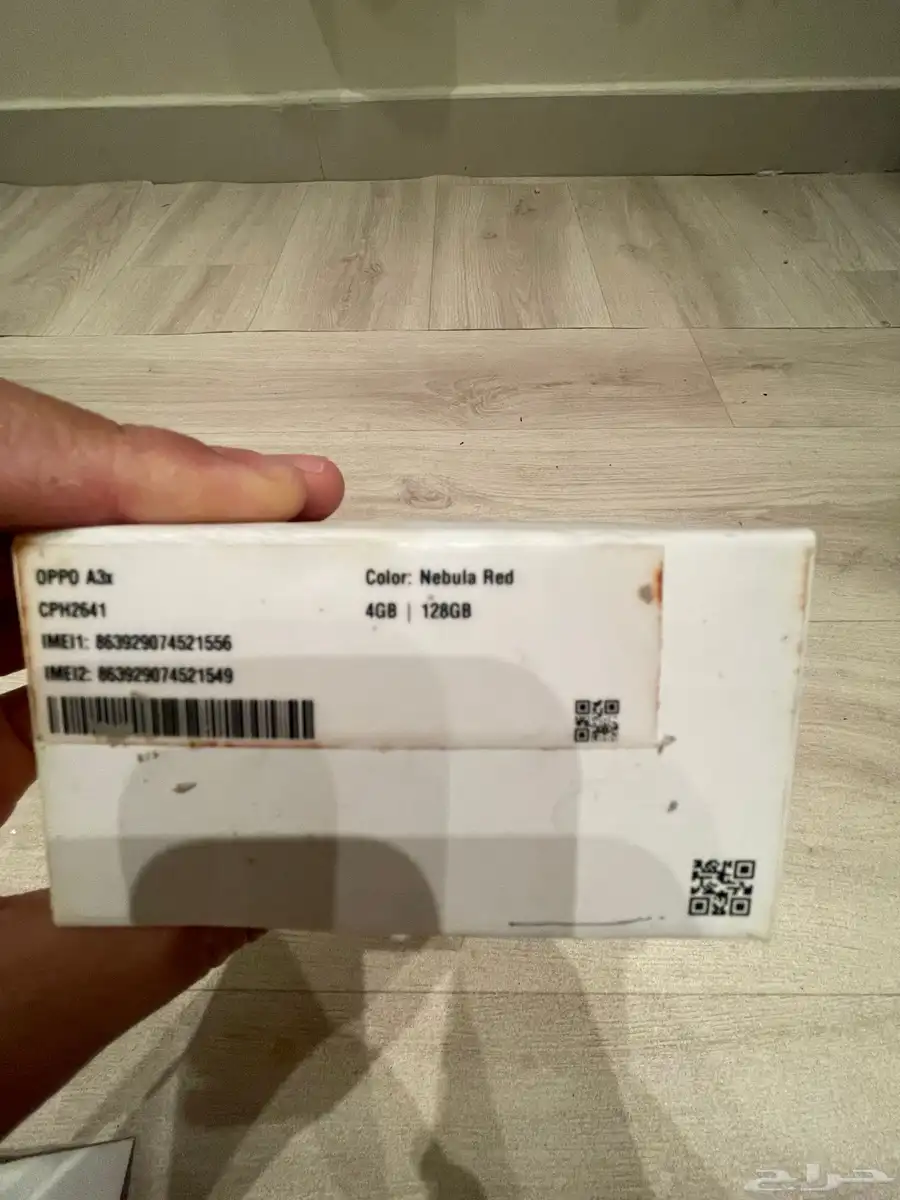 OPPO A3x
Color: Nebula Red
CPH2641
4GB | 128GB
IMEI1: 863929074521556
IMEI2: 863929074521549
حراج